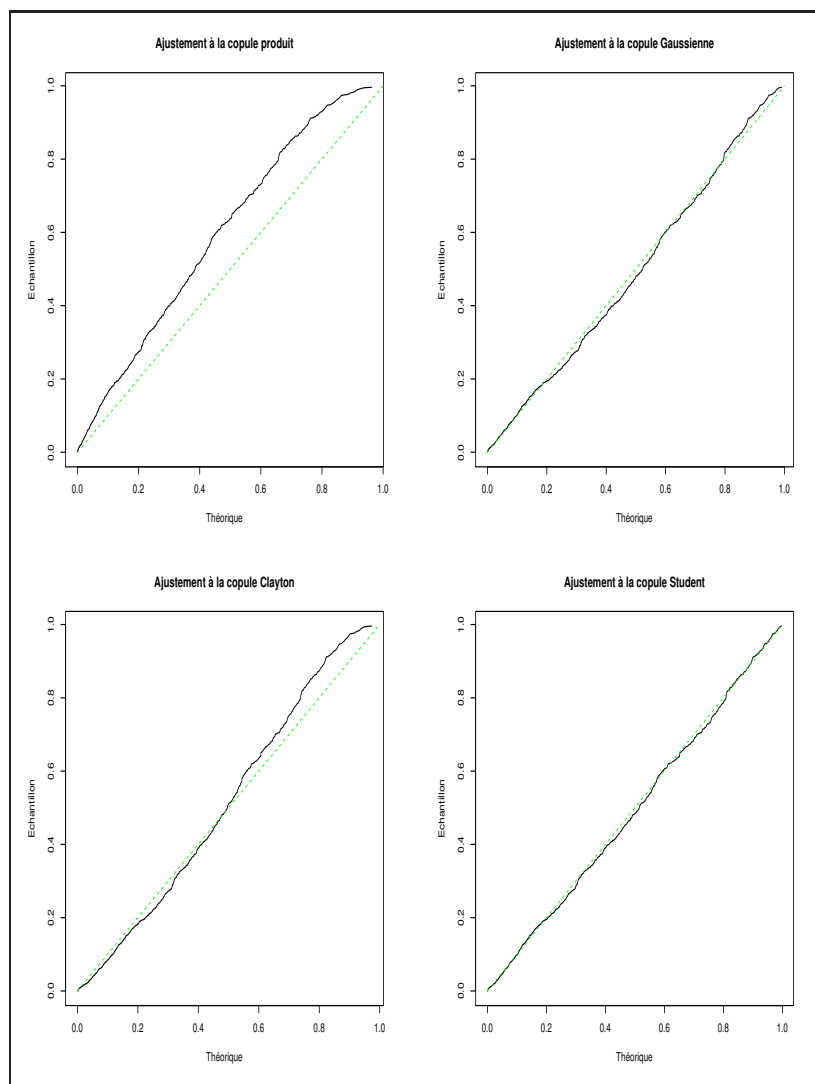 Ajustement à la copule produit
Echantillon
0.0 0.2 0.4 0.6 0.8 1.0
0.0 0.2 0.4 0.6 0.8 1.0
Théorique
Ajustement à la copule Gaussienne
Echantillon
0.0 0.2 0.4 0.6 0.8 1.0
0.0 0.2 0.4 0.6 0.8 1.0
Théorique
Ajustement à la copule Clayton
Echantillon
0.0 0.2 0.4 0.6 0.8 1.0
0.0 0.2 0.4 0.6 0.8 1.0
Théorique
Ajustement à la copule Student
Echantillon
0.0 0.2 0.4 0.6 0.8 1.0
0.0 0.2 0.4 0.6 0.8 1.0
Théorique